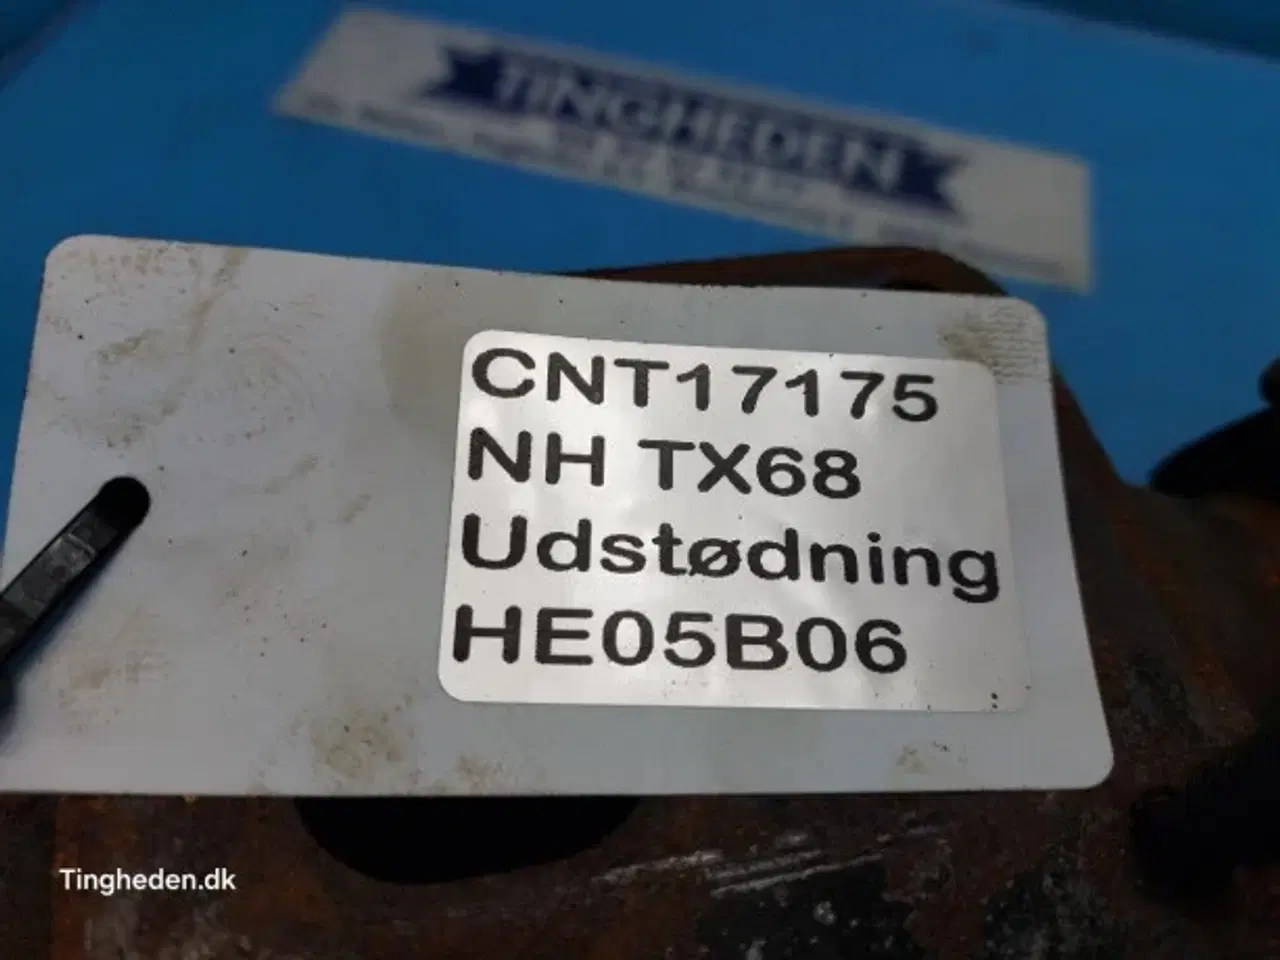 TINGHEDEN
CNT17175
NH TX68
Udstødning
HE05B06
Tingheden.dk